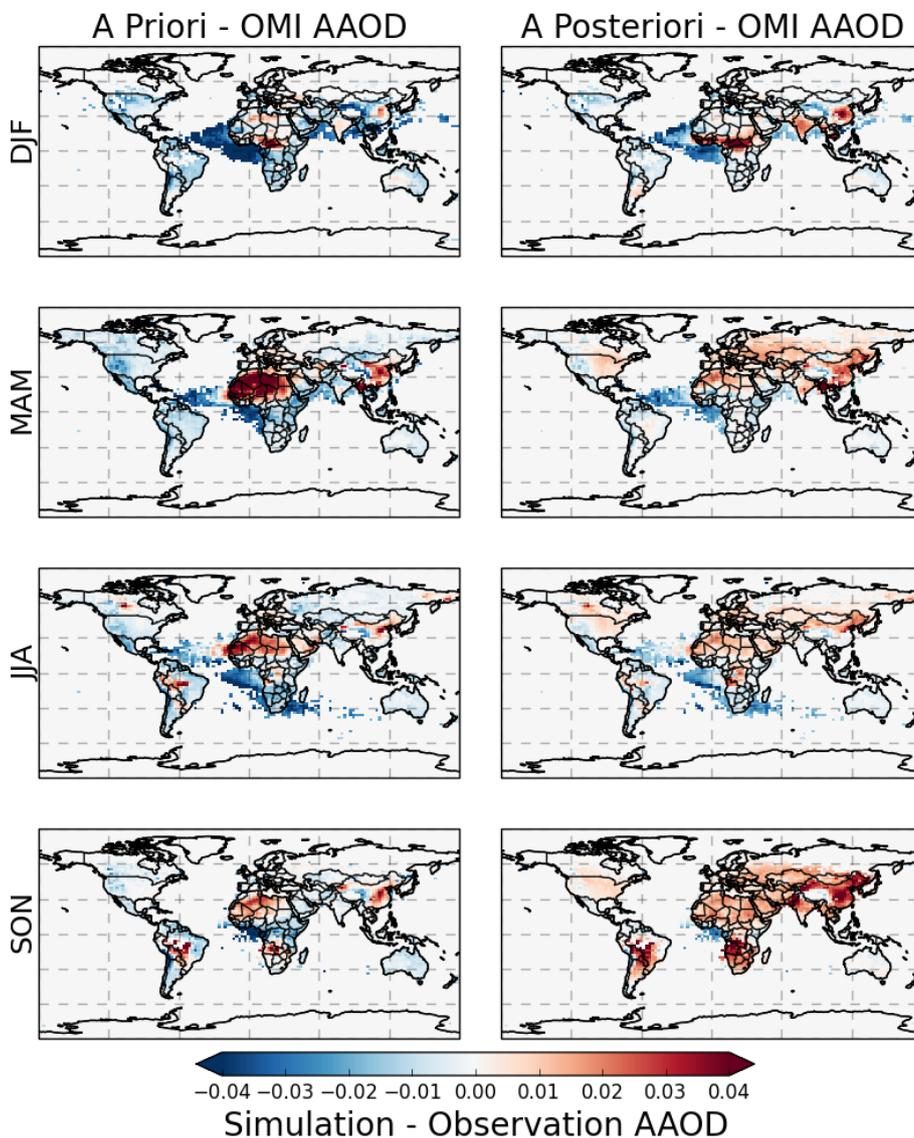 A Priori - OMI AAOD
A Posteriori - OMI AAOD
DJF
MAM
JJA
SON
−0.04 −0.03 −0.02 −0.01 0.00 0.01 0.02 0.03 0.04
Simulation - Observation AAOD